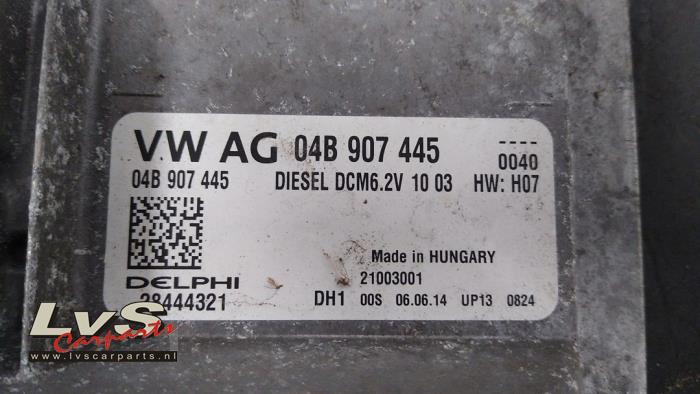 VW AG 04B 907 445
----
0040
04B 907 445 DIESEL DCM6.2V 10 03 HW: H07
Made in HUNGARY
DELPHI 21003001
28444321 DH1 00S 06.06.14 UP13 0824
LvS
Carparts
www.lvscarparts.nl